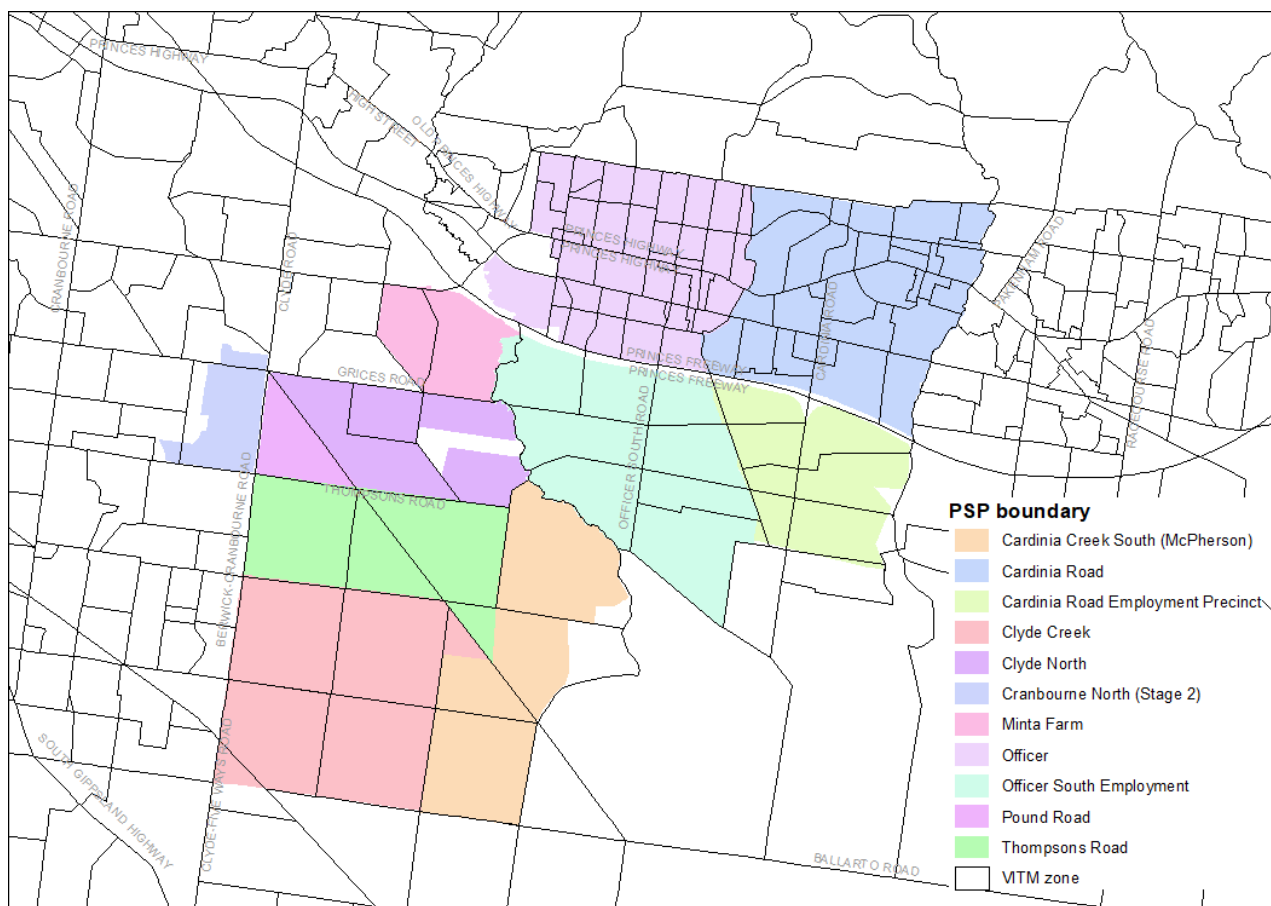 PRINCES HIGHWAY
HIGH STREET
OLD PRINCES HIGHWAY
CRANBOURNE ROAD
CLYDE ROAD
PRINCES HIGHWAY
PRINCES HIGHWAY
PAKENHAM ROAD
CARDINIA ROAD
RACECOURSE ROAD
PRINCES FREEWAY
PRINCES FREEWAY
GRICES ROAD
OFFICER SOUTH ROAD
THOMPSONS ROAD
BERWICK-CRANBOURNE ROAD
CLYDE-FIVE WAYS ROAD
SOUTH GIPPSLAND HIGHWAY
BALLARTO ROAD
PSP boundary
Cardinia Creek South (McPherson)
Cardinia Road
Cardinia Road Employment Precinct
Clyde Creek
Clyde North
Cranbourne North (Stage 2)
Minta Farm
Officer
Officer South Employment
Pound Road
Thompsons Road
VITM zone